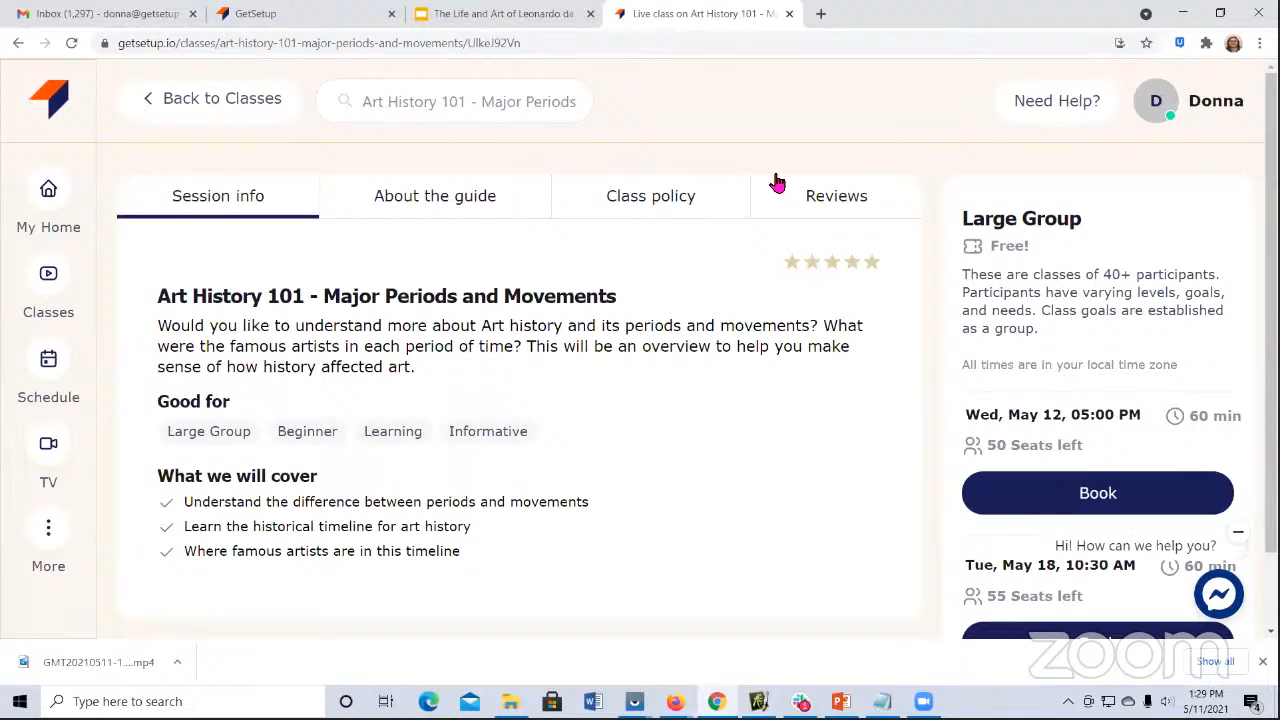 Inbox (1,297) - donna@getsetup
GetSetup
The Life and Art of Leonardo da
Live class on Art History 101 - Ma
getsetup.io/classes/art-history-101-major-periods-and-movements/UlkeJ92Vn
Back to Classes
Art History 101 - Major Periods
Need Help?
D
Donna
My Home
Classes
Schedule
TV
More
Session info
About the guide
Class policy
Reviews
Art History 101 - Major Periods and Movements
Would you like to understand more about Art history and its periods and movements? What
were the famous artists in each period of time? This will be an overview to help you make
sense of how history affected art.
Good for
Large Group
Beginner
Learning
Informative
What we will cover
Understand the difference between periods and movements
Learn the historical timeline for art history
Where famous artists are in this timeline
Large Group
Free!
These are classes of 40+ participants.
Participants have varying levels, goals,
and needs. Class goals are established
as a group.
All times are in your local time zone
Wed, May 12, 05:00 PM
60 min
50 Seats left
Book
Hi! How can we help you?
Tue, May 18, 10:30 AM
60 min
55 Seats left
zoom
GMT20210511-1....mp4
Show all
Type here to search
1:29 PM
5/11/2021
4